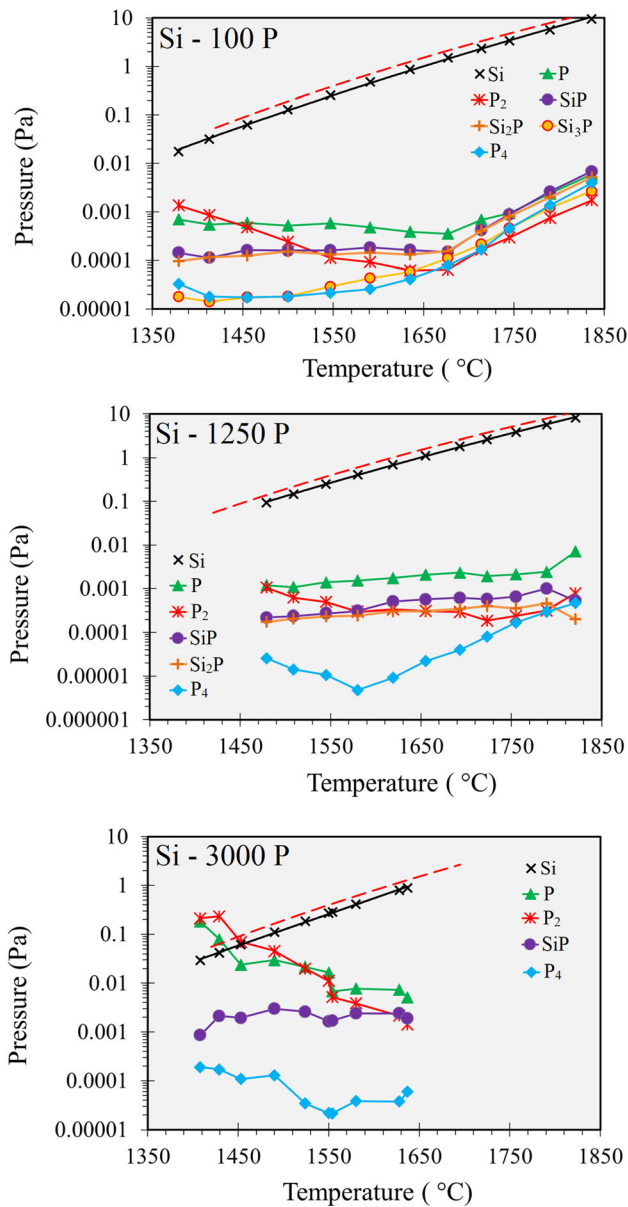 Si - 100 P
10
1
0.1
0.01
0.001
0.0001
0.00001
Pressure (Pa)
Si P
P₂ SiP
Si₂P Si₃P
P₄
1350 1450 1550 1650 1750 1850
Temperature ( °C)
Si - 1250 P
10
1
0.1
0.01
0.001
0.0001
0.00001
0.000001
Pressure (Pa)
Si
P
P₂
SiP
Si₂P
P₄
1350 1450 1550 1650 1750 1850
Temperature ( °C)
Si - 3000 P
10
1
0.1
0.01
0.001
0.0001
0.00001
Pressure (Pa)
Si
P
P₂
SiP
P₄
1350 1450 1550 1650 1750 1850
Temperature ( °C)